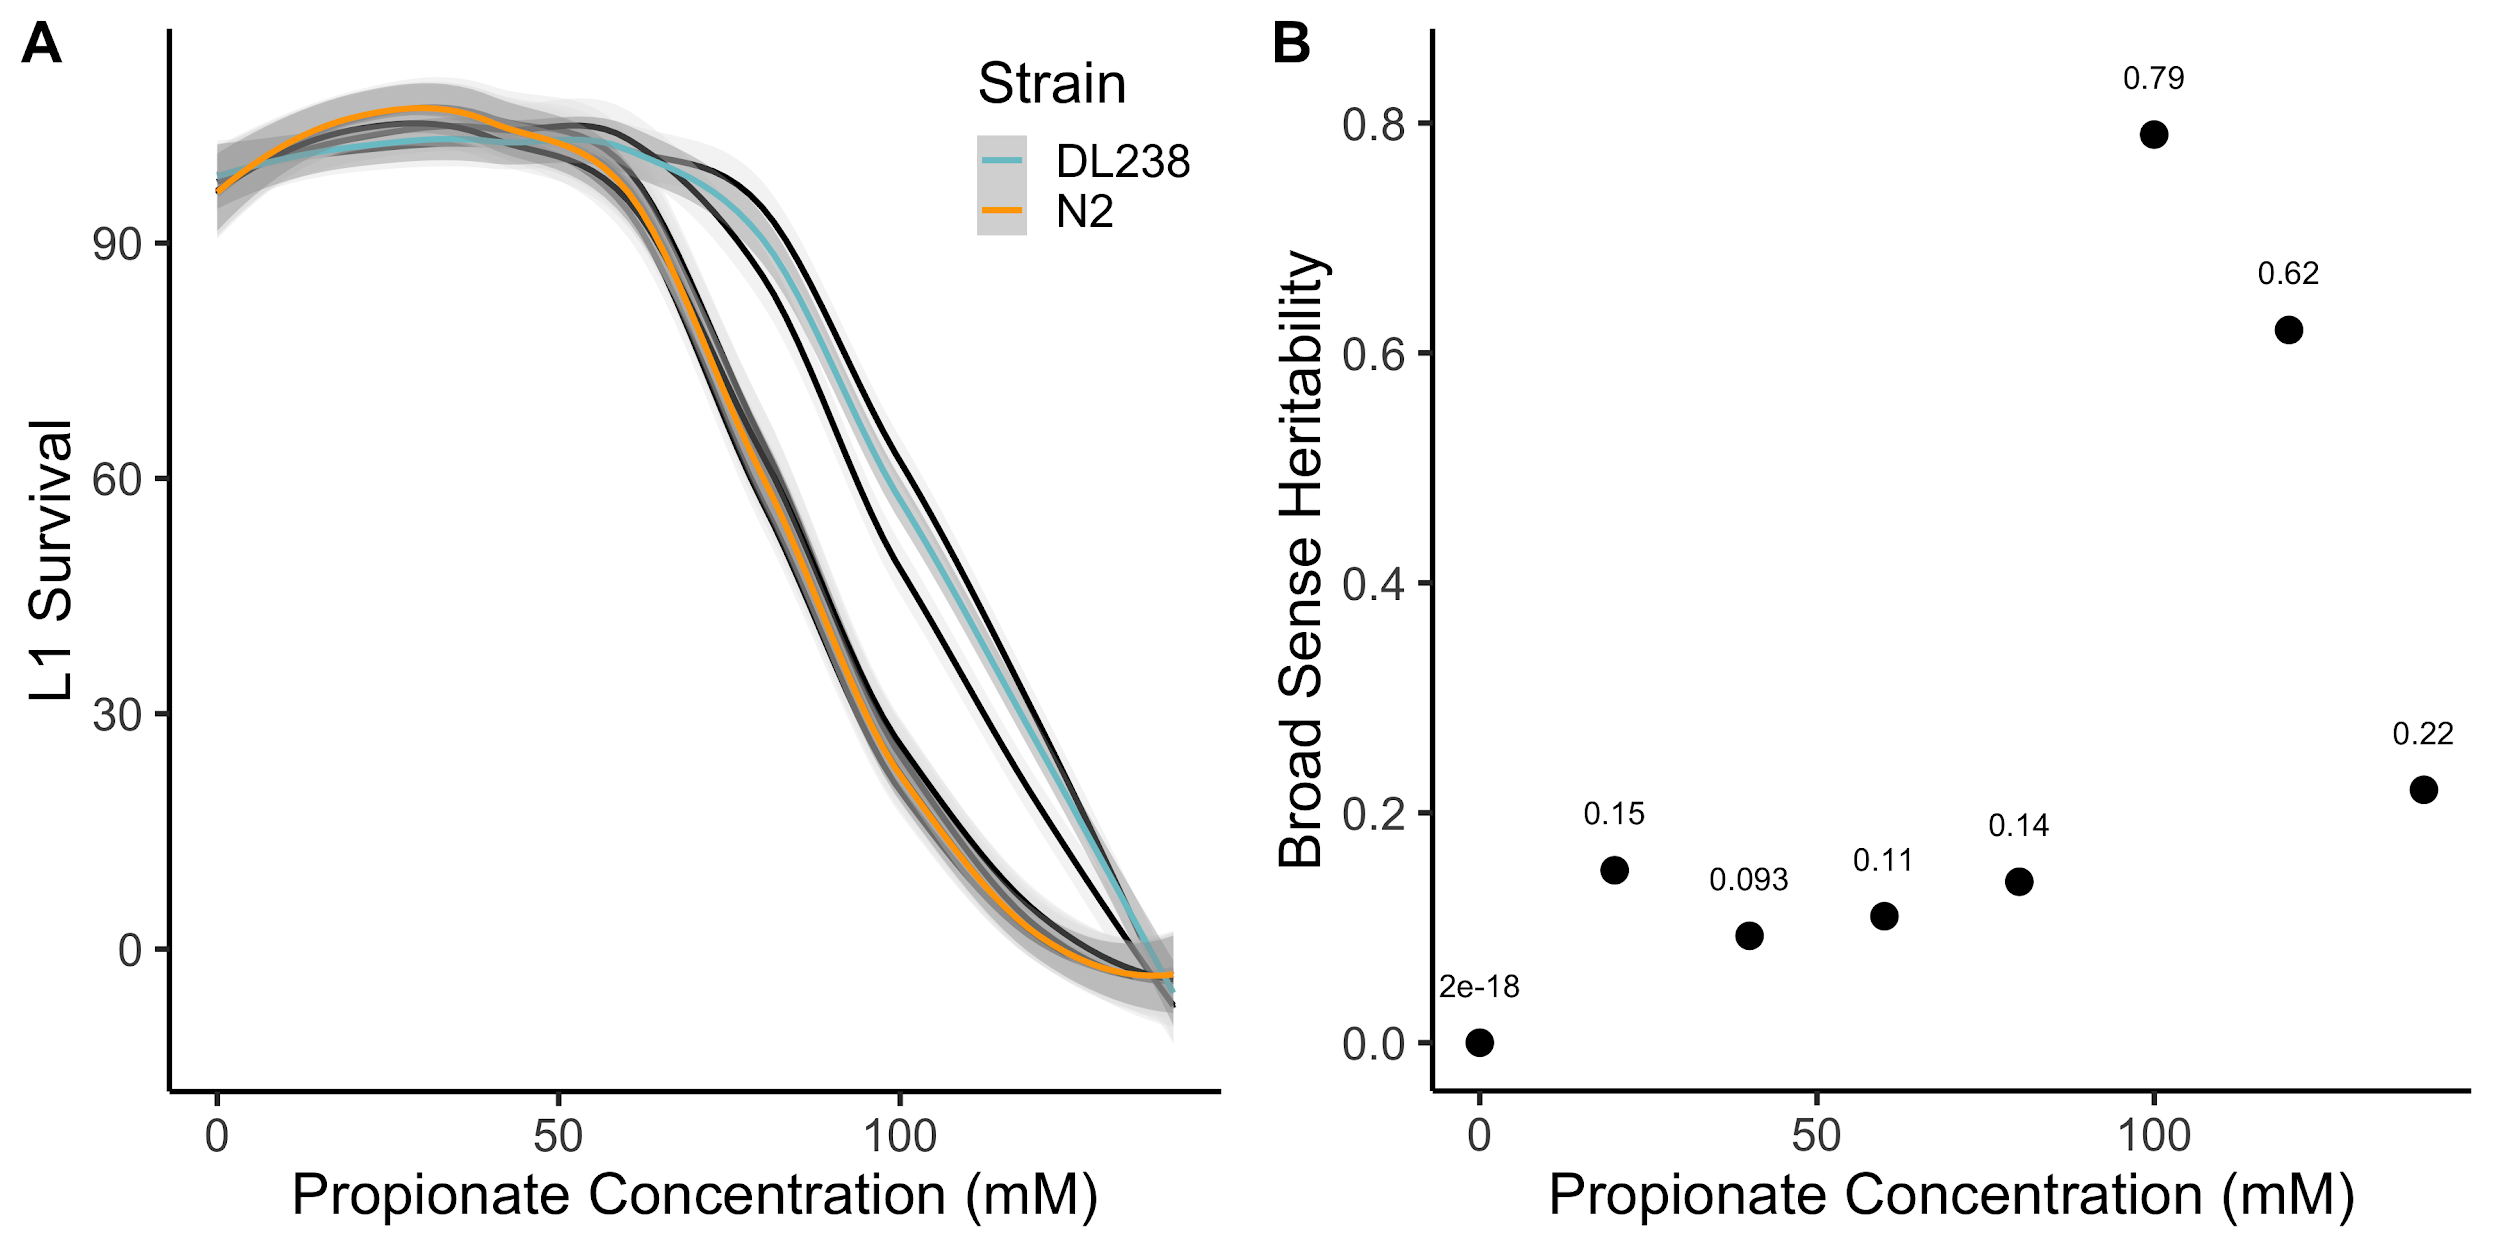 A
Strain
DL238
N2
L1 Survival
90
60
30
0
0
50
100
Propionate Concentration (mM)
B
Broad Sense Heritability
0.8
0.6
0.4
0.2
0.0
2e-18
0.15
0.093
0.11
0.14
0.79
0.62
0.22
0
50
100
Propionate Concentration (mM)